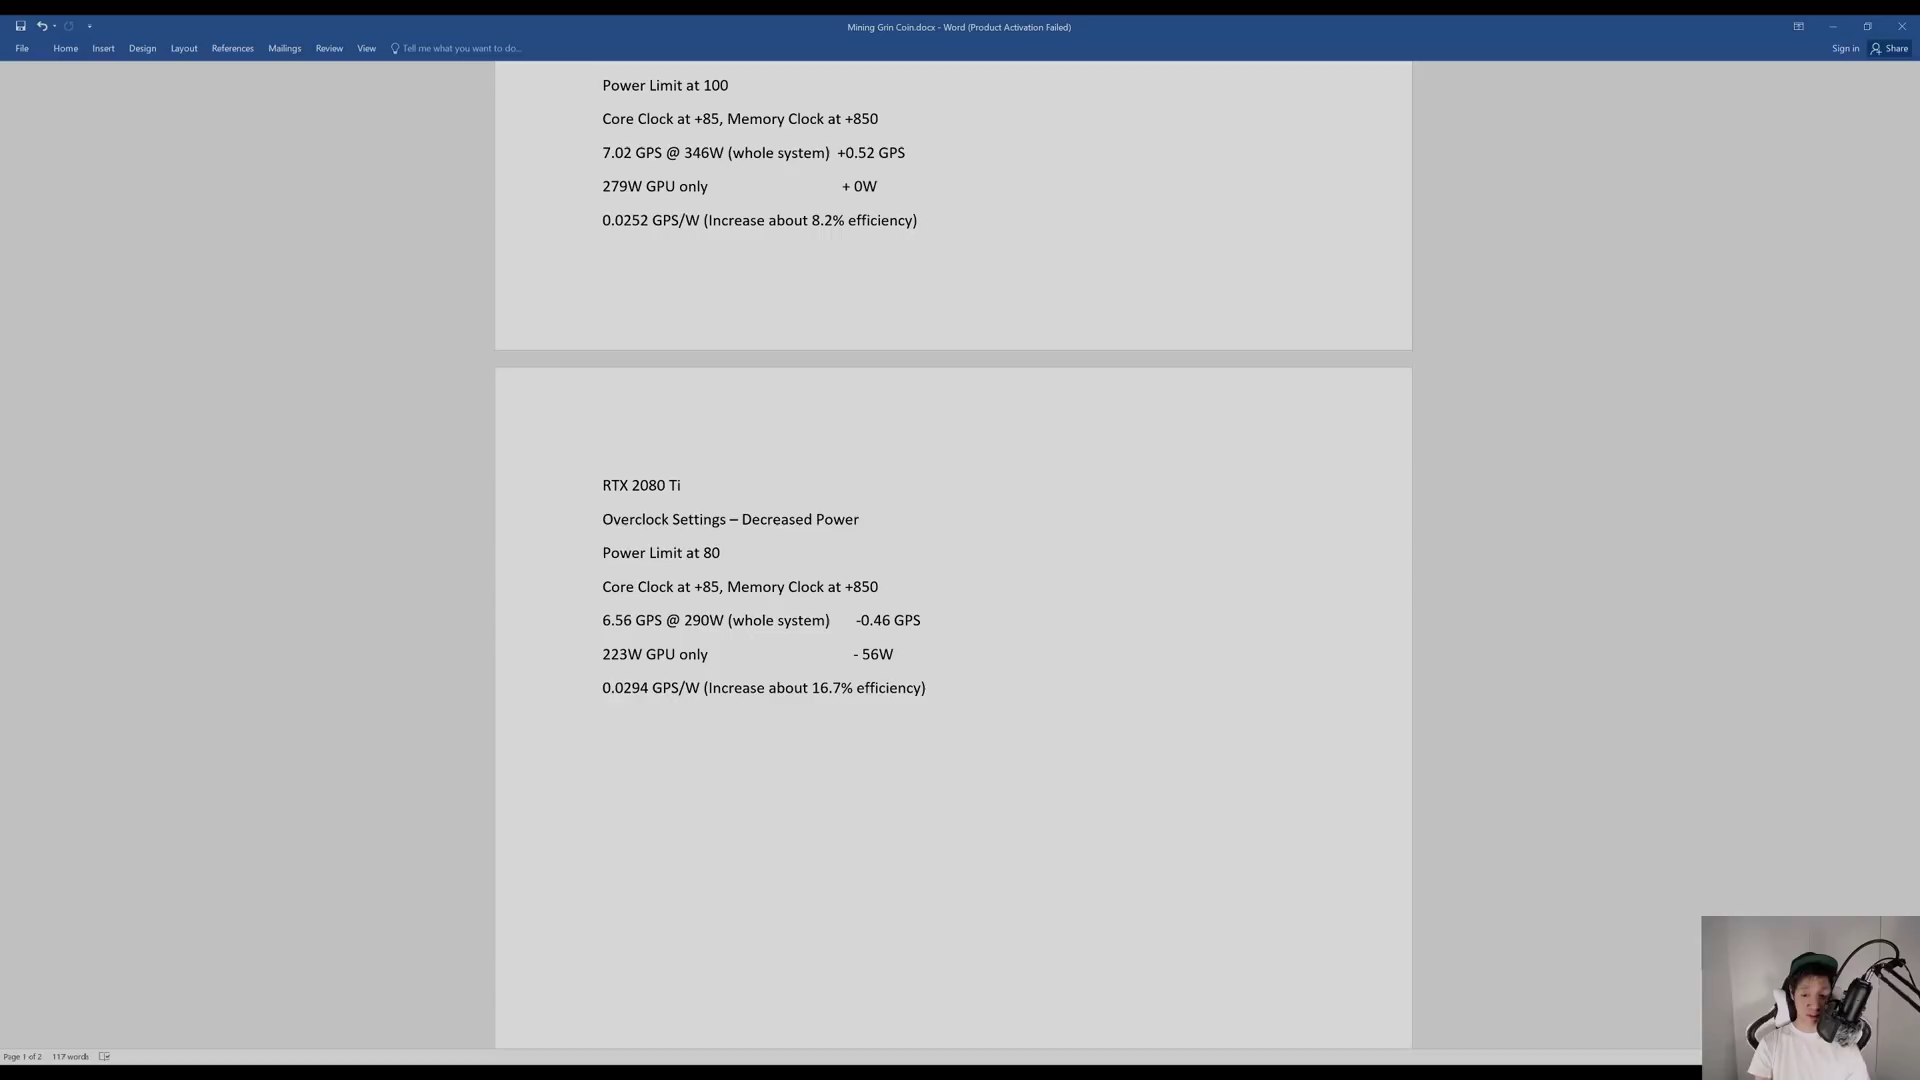 Mining Grin Coin.docx - Word (Product Activation Failed)
File Home Insert Design Layout References Mailings Review View Tell me what you want to do... Sign in Share
Power Limit at 100
Core Clock at +85, Memory Clock at +850
7.02 GPS @ 346W (whole system) +0.52 GPS
279W GPU only + 0W
0.0252 GPS/W (Increase about 8.2% efficiency)
RTX 2080 Ti
Overclock Settings – Decreased Power
Power Limit at 80
Core Clock at +85, Memory Clock at +850
6.56 GPS @ 290W (whole system) -0.46 GPS
223W GPU only - 56W
0.0294 GPS/W (Increase about 16.7% efficiency)
Page 1 of 2 117 words